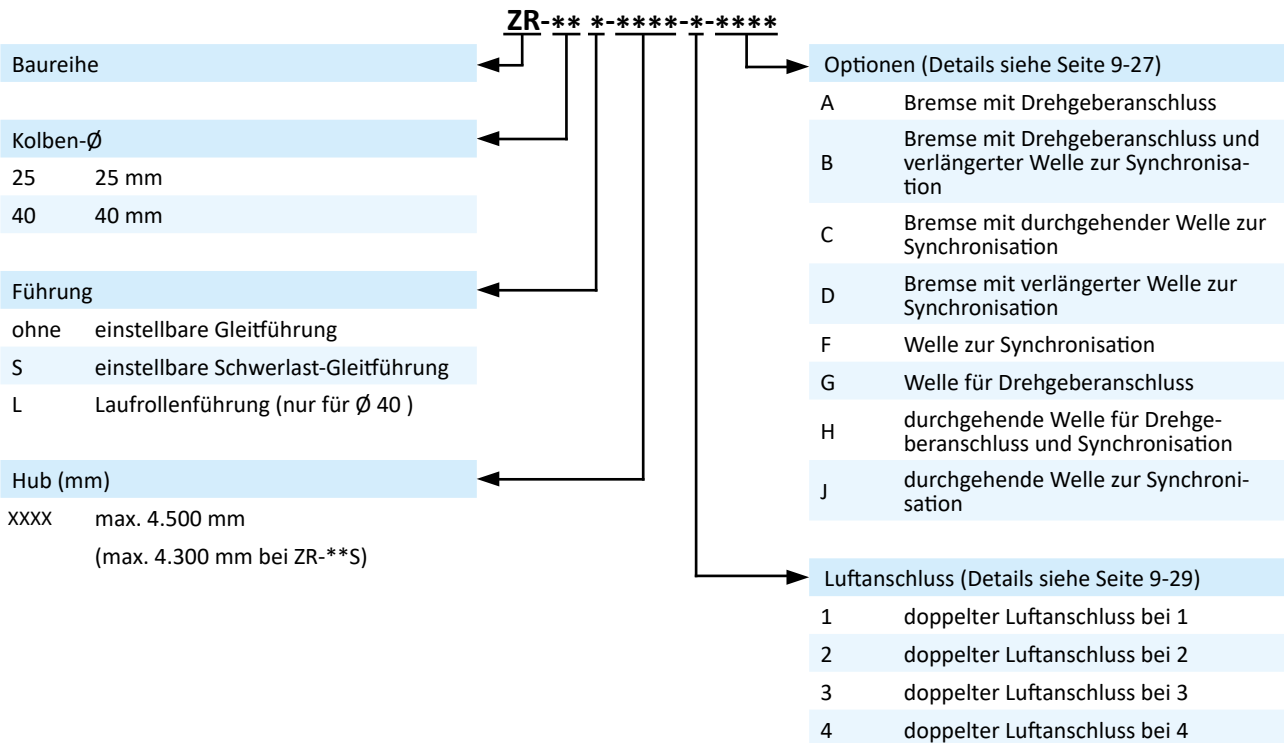 ZR-** *-****-*-****
Baureihe
Kolben-Ø
25 25 mm
40 40 mm
Führung
ohne einstellbare Gleitführung
S einstellbare Schwerlast-Gleitführung
L Laufrollenführung (nur für Ø 40 )
Hub (mm)
XXXX max. 4.500 mm
(max. 4.300 mm bei ZR-**S)
Optionen (Details siehe Seite 9-27)
A Bremse mit Drehgeberanschluss
B Bremse mit Drehgeberanschluss und
verlängerter Welle zur Synchronisa-
tion
C Bremse mit durchgehender Welle zur
Synchronisation
D Bremse mit verlängerter Welle zur
Synchronisation
F Welle zur Synchronisation
G Welle für Drehgeberanschluss
H durchgehende Welle für Drehge-
beranschluss und Synchronisation
J durchgehende Welle zur Synchroni-
sation
Luftanschluss (Details siehe Seite 9-29)
1 doppelter Luftanschluss bei 1
2 doppelter Luftanschluss bei 2
3 doppelter Luftanschluss bei 3
4 doppelter Luftanschluss bei 4